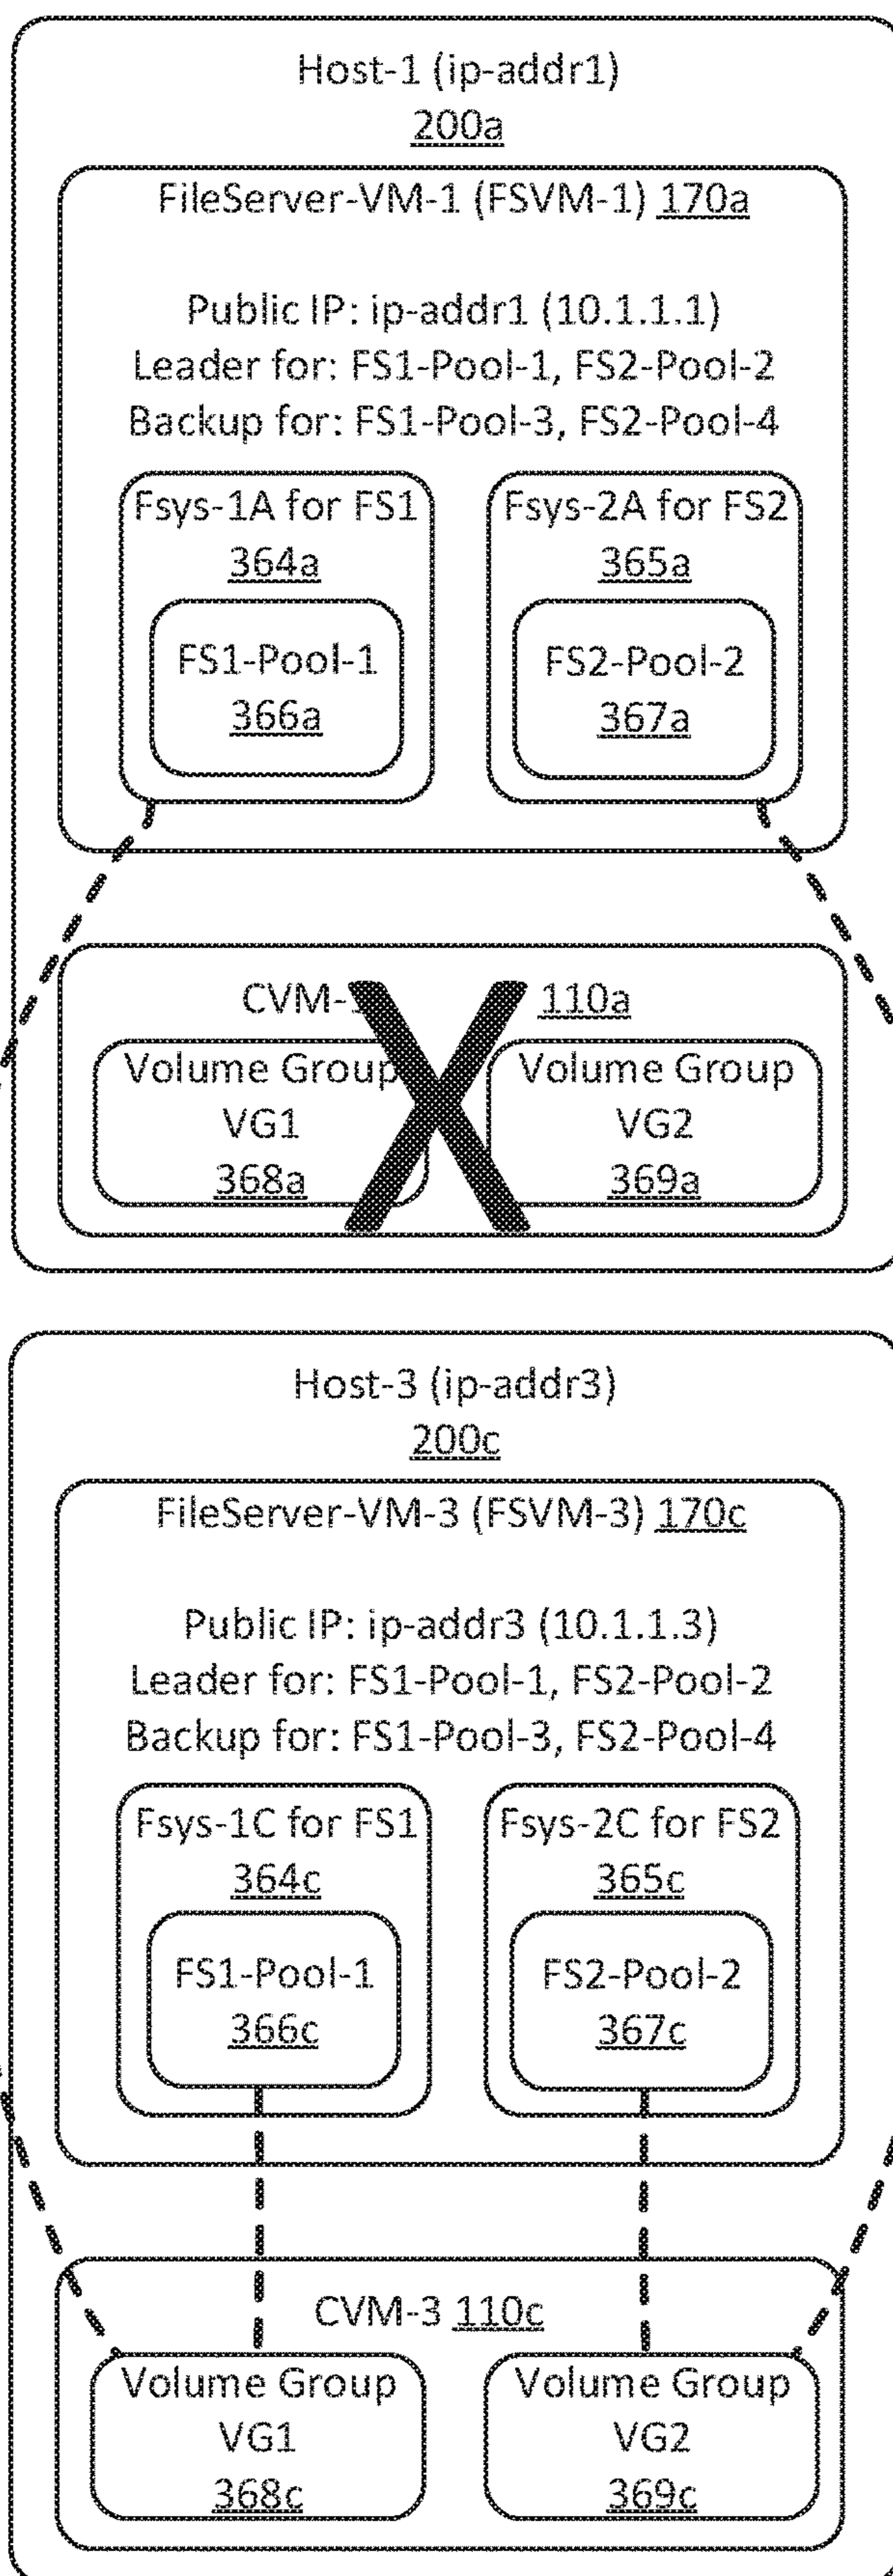 Host-1 (ip-addr1)
200a
FileServer-VM-1 (FSVM-1) 170a
Public IP: ip-addr1 (10.1.1.1)
Leader for: FS1-Pool-1, FS2-Pool-2
Backup for: FS1-Pool-3, FS2-Pool-4
Fsys-1A for FS1
364a
FS1-Pool-1
366a
Fsys-2A for FS2
365a
FS2-Pool-2
367a
CVM-1 110a
Volume Group
VG1
368a
Volume Group
VG2
369a
Host-3 (ip-addr3)
200c
FileServer-VM-3 (FSVM-3) 170c
Public IP: ip-addr3 (10.1.1.3)
Leader for: FS1-Pool-1, FS2-Pool-2
Backup for: FS1-Pool-3, FS2-Pool-4
Fsys-1C for FS1
364c
FS1-Pool-1
366c
Fsys-2C for FS2
365c
FS2-Pool-2
367c
CVM-3 110c
Volume Group
VG1
368c
Volume Group
VG2
369c